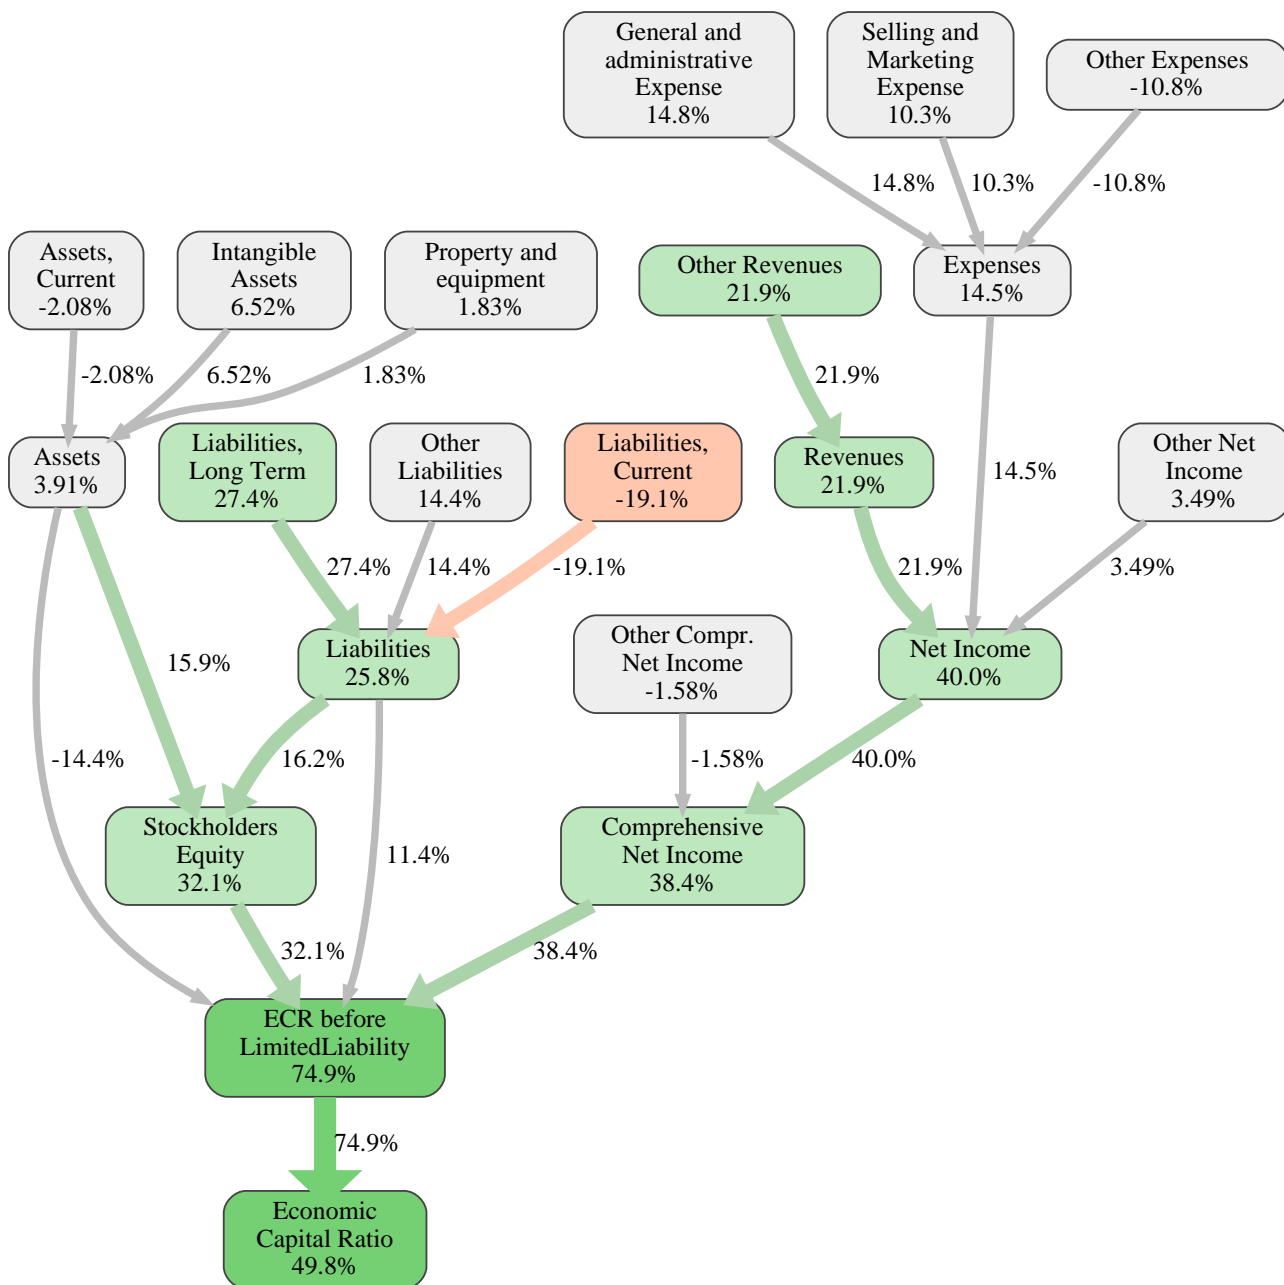 General and
administrative
Expense
14.8%
Selling and
Marketing
Expense
10.3%
Other Expenses
-10.8%
14.8%
10.3%
-10.8%
Assets,
Current
-2.08%
Intangible
Assets
6.52%
Property and
equipment
1.83%
Other Revenues
21.9%
Expenses
14.5%
-2.08%
6.52%
1.83%
21.9%
Assets
3.91%
Liabilities,
Long Term
27.4%
Other
Liabilities
14.4%
Liabilities,
Current
-19.1%
Revenues
21.9%
14.5%
Other Net
Income
3.49%
27.4%
14.4%
-19.1%
21.9%
3.49%
15.9%
Liabilities
25.8%
Other Compr.
Net Income
-1.58%
Net Income
40.0%
-14.4%
16.2%
-1.58%
40.0%
Stockholders
Equity
32.1%
11.4%
Comprehensive
Net Income
38.4%
32.1%
38.4%
ECR before
LimitedLiability
74.9%
74.9%
Economic
Capital Ratio
49.8%